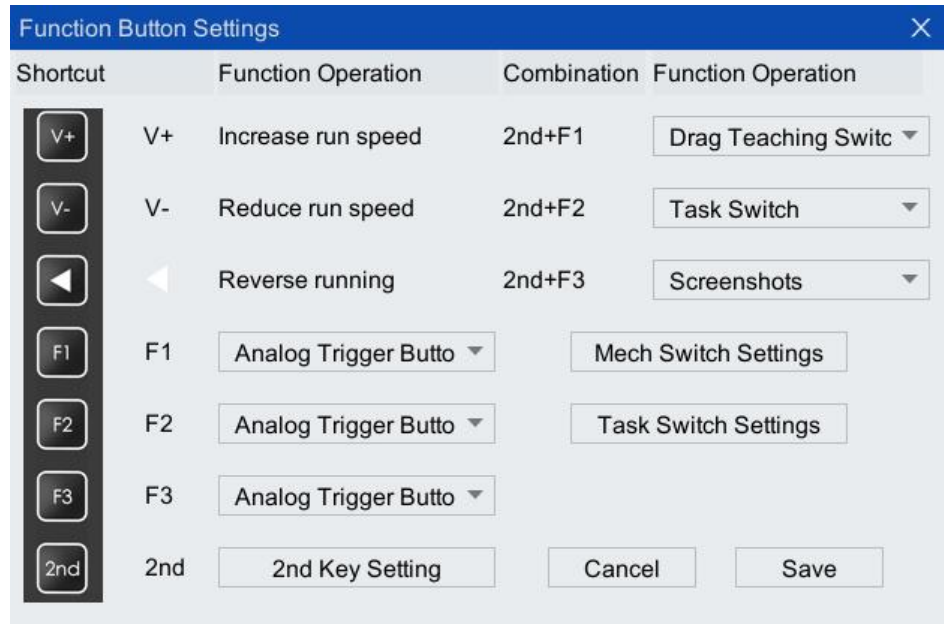 Function Button Settings
Shortcut Function Operation Combination Function Operation
V+ V+ Increase run speed 2nd+F1 Drag Teaching Switc
V- V- Reduce run speed 2nd+F2 Task Switch
Reverse running 2nd+F3 Screenshots
F1 F1 Analog Trigger Butto Mech Switch Settings
F2 F2 Analog Trigger Butto Task Switch Settings
F3 F3 Analog Trigger Butto
2nd 2nd 2nd Key Setting Cancel Save